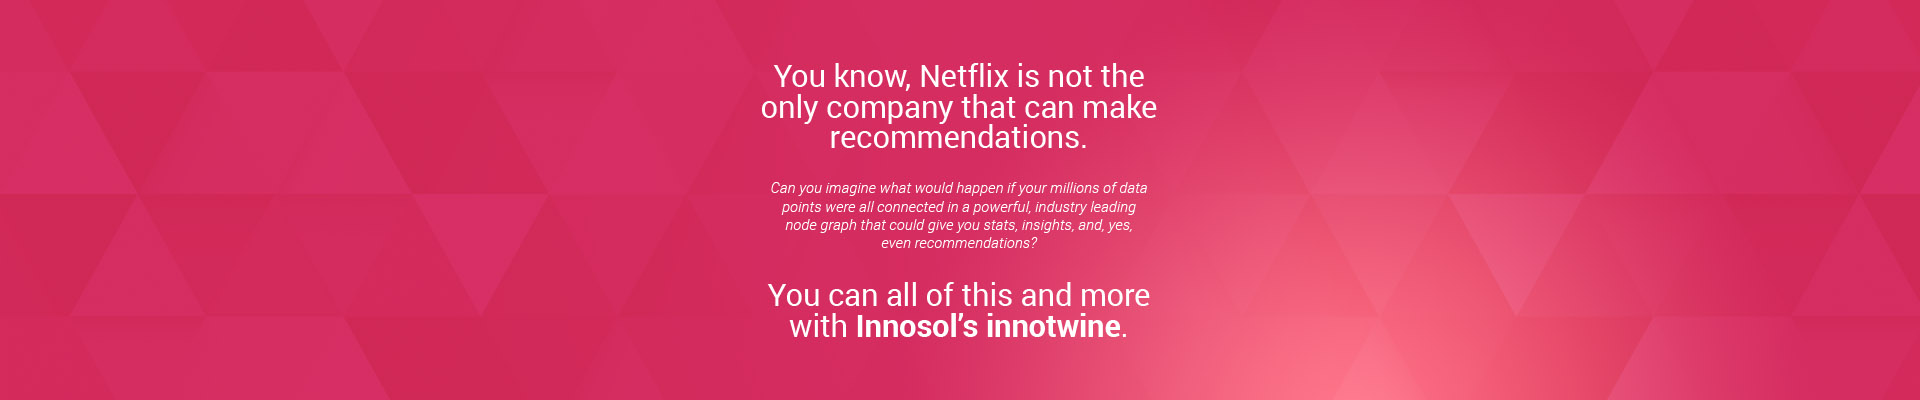 You know, Netflix is not the
only company that can make
recommendations.
Can you imagine what would happen if your millions of data
points were all connected in a powerful, industry leading
node graph that could give you stats, insights, and, yes,
even recommendations?
You can all of this and more
with Innosol’s innotwine.